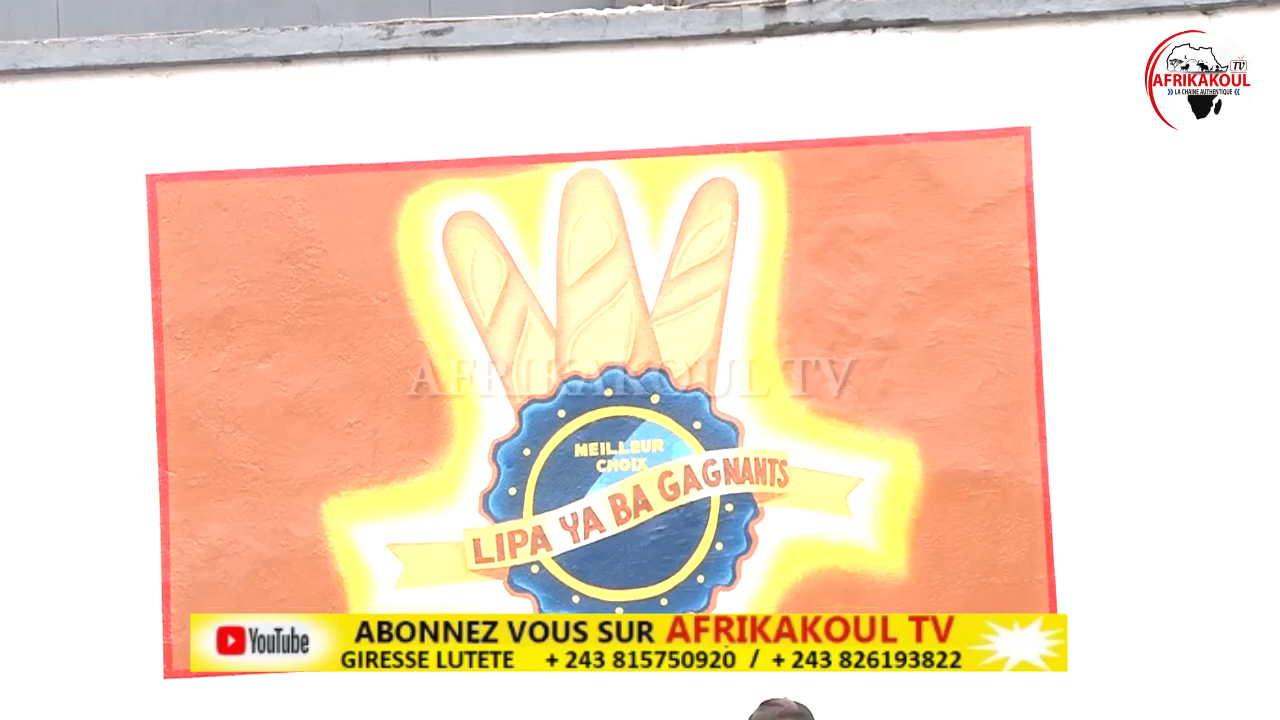 TV
AFRIKAKOUL
LA CHAINE AUTHENTIQUE
AFRIKAKOUL TV
MEILLEUR
CHOIX
LIPA YA BA GAGNANTS
YouTube
ABONNEZ VOUS SUR AFRIKAKOUL TV
GIRESSE LUTETE + 243 815750920 / + 243 826193822